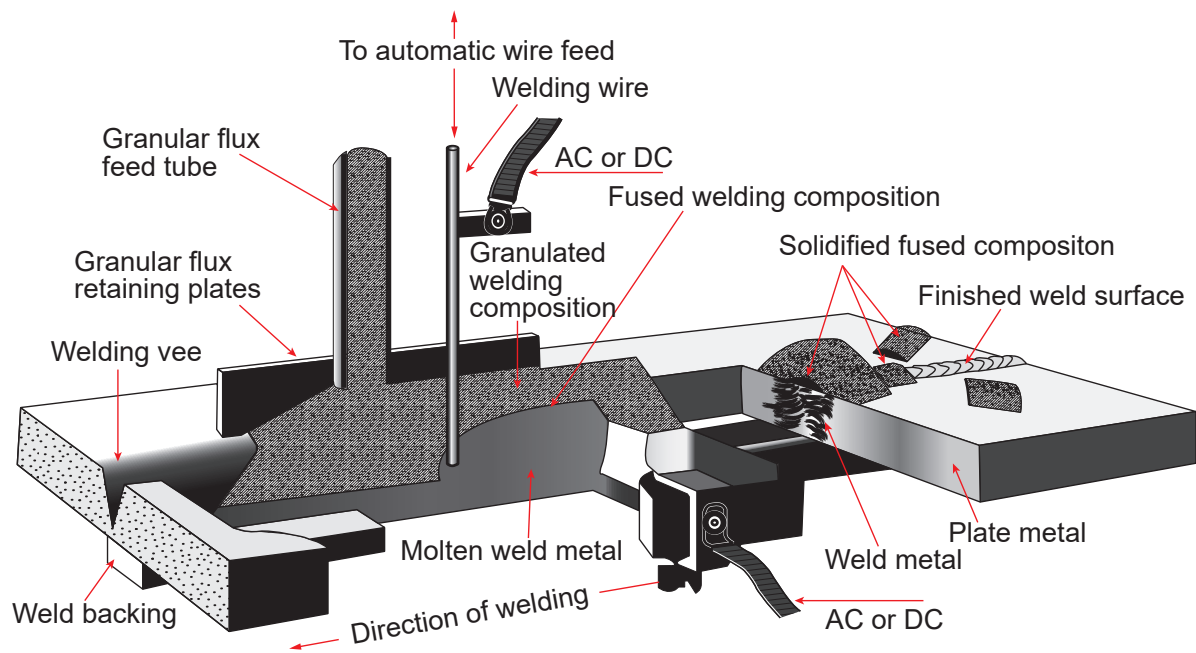 To automatic wire feed
Welding wire
Granular flux
feed tube
AC or DC
Fused welding composition
Solidified fused compositon
Granulated
welding
composition
Granular flux
retaining plates
Finished weld surface
Welding vee
Plate metal
Molten weld metal
Weld metal
Weld backing
Direction of welding
AC or DC